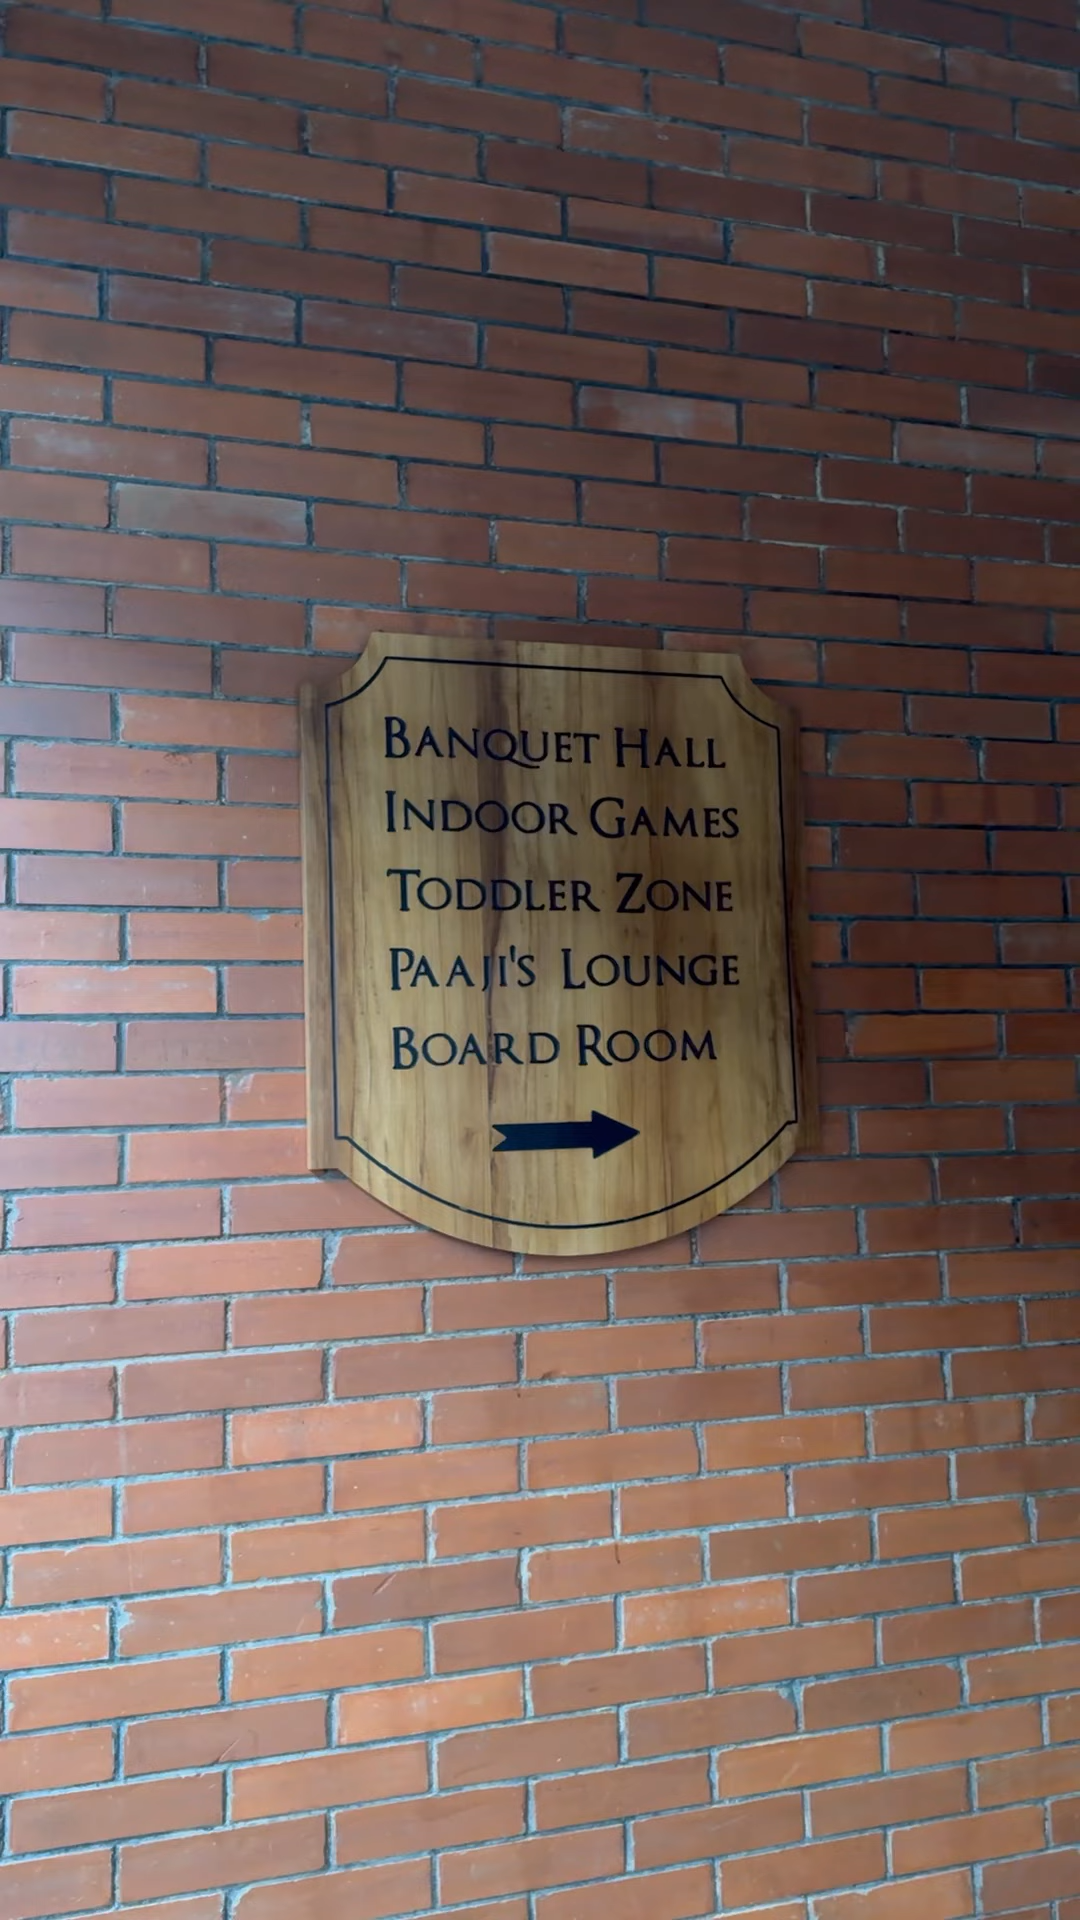 BANQUET HALL
INDOOR GAMES
TODDLER ZONE
PAAJI'S LOUNGE
BOARD ROOM